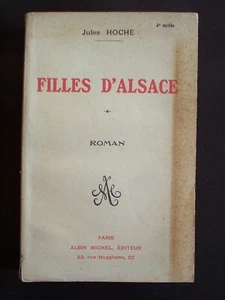 Jules HOCHE
4e mille
FILLES D'ALSACE
ROMAN
PARIS
ALBIN MICHEL, ÉDITEUR
22, rue Huyghens, 22